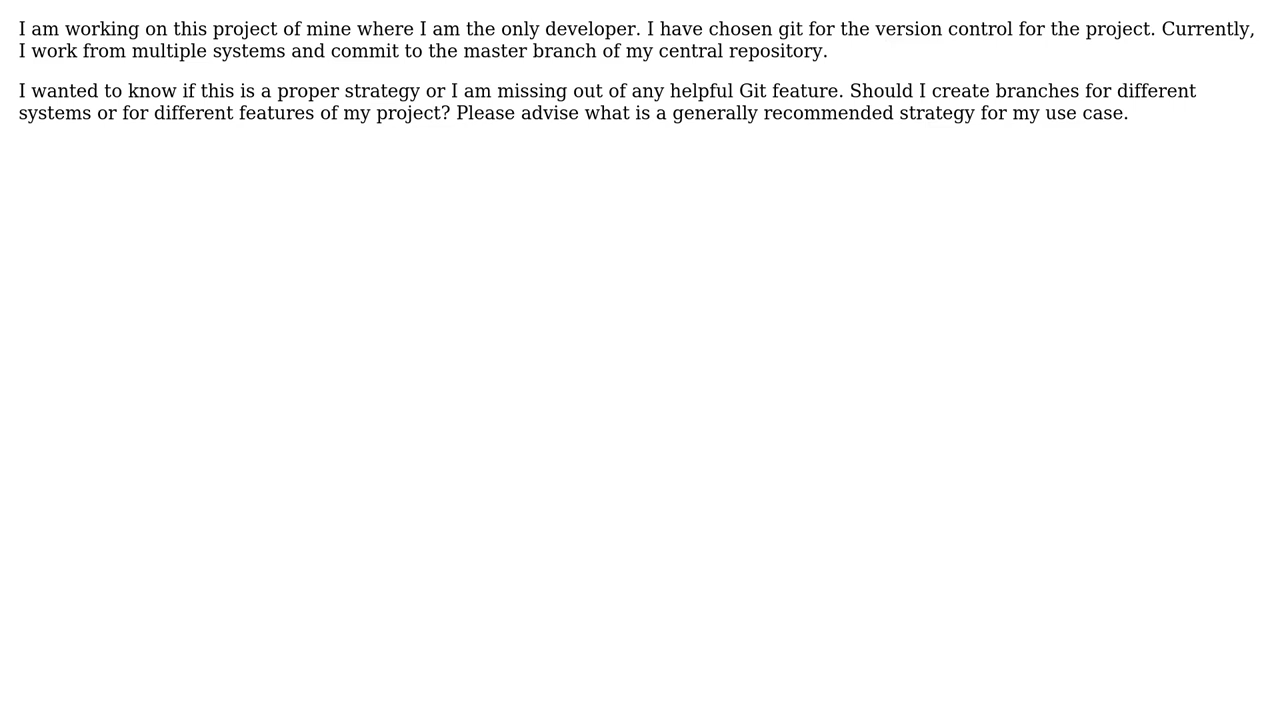 I am working on this project of mine where I am the only developer. I have chosen git for the version control for the project. Currently,
I work from multiple systems and commit to the master branch of my central repository.
I wanted to know if this is a proper strategy or I am missing out of any helpful Git feature. Should I create branches for different
systems or for different features of my project? Please advise what is a generally recommended strategy for my use case.